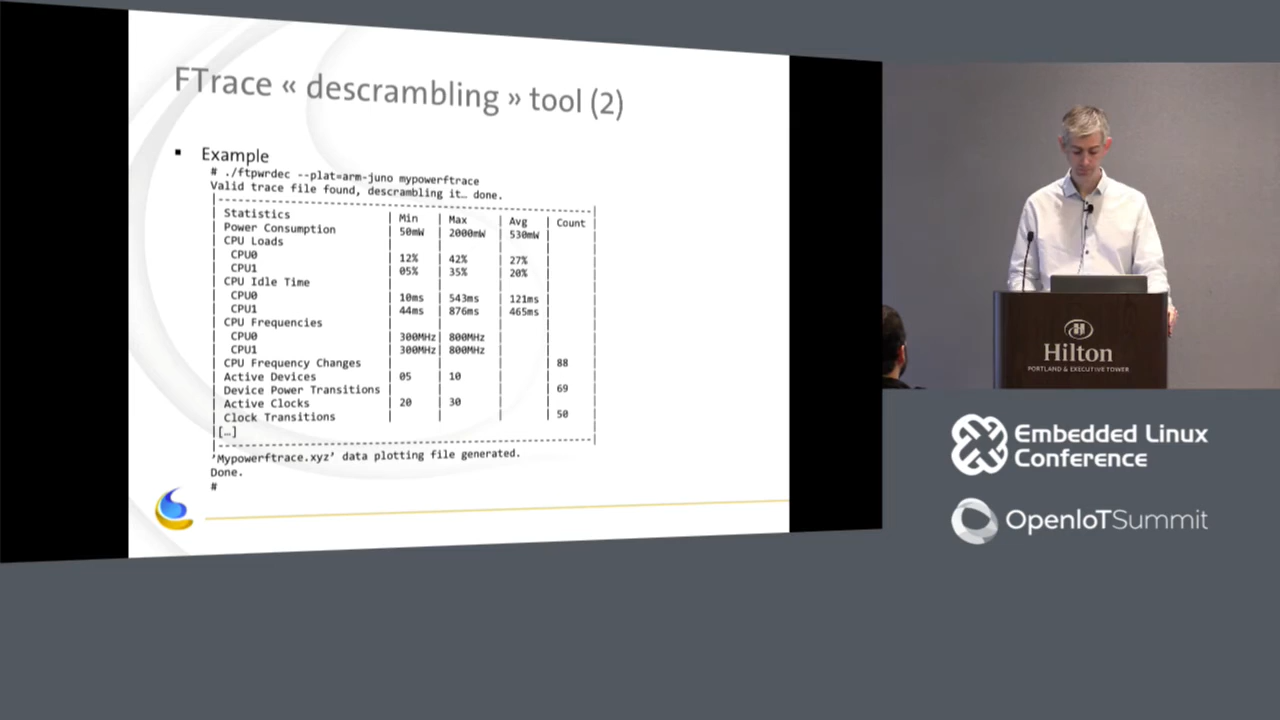 FTrace « descrambling » tool (2)
▪ Example
# ./ftpwrdec --plat=arm-juno mypowerftrace
Valid trace file found, descrambling it… done.
Statistics | Min | Max | Avg | Count
Power Consumption | 50mW | 2000mW | 530mW |
CPU Loads
CPU0 | 12% | 42% | 27% |
CPU1 | 05% | 35% | 20% |
CPU Idle Time
CPU0 | 10ms | 543ms | 121ms |
CPU1 | 44ms | 876ms | 465ms |
CPU Frequencies
CPU0 | 300MHz | 800MHz | |
CPU1 | 300MHz | 800MHz | |
CPU Frequency Changes | | | | 88
Active Devices | 05 | 10 | |
Device Power Transitions | | | | 69
Active Clocks | 20 | 30 | |
Clock Transitions | | | | 50
[…]
'Mypowerftrace.xyz' data plotting file generated.
Done.
#
H
Hilton
PORTLAND & EXECUTIVE TOWER
Embedded Linux
Conference
OpenIoTSummit